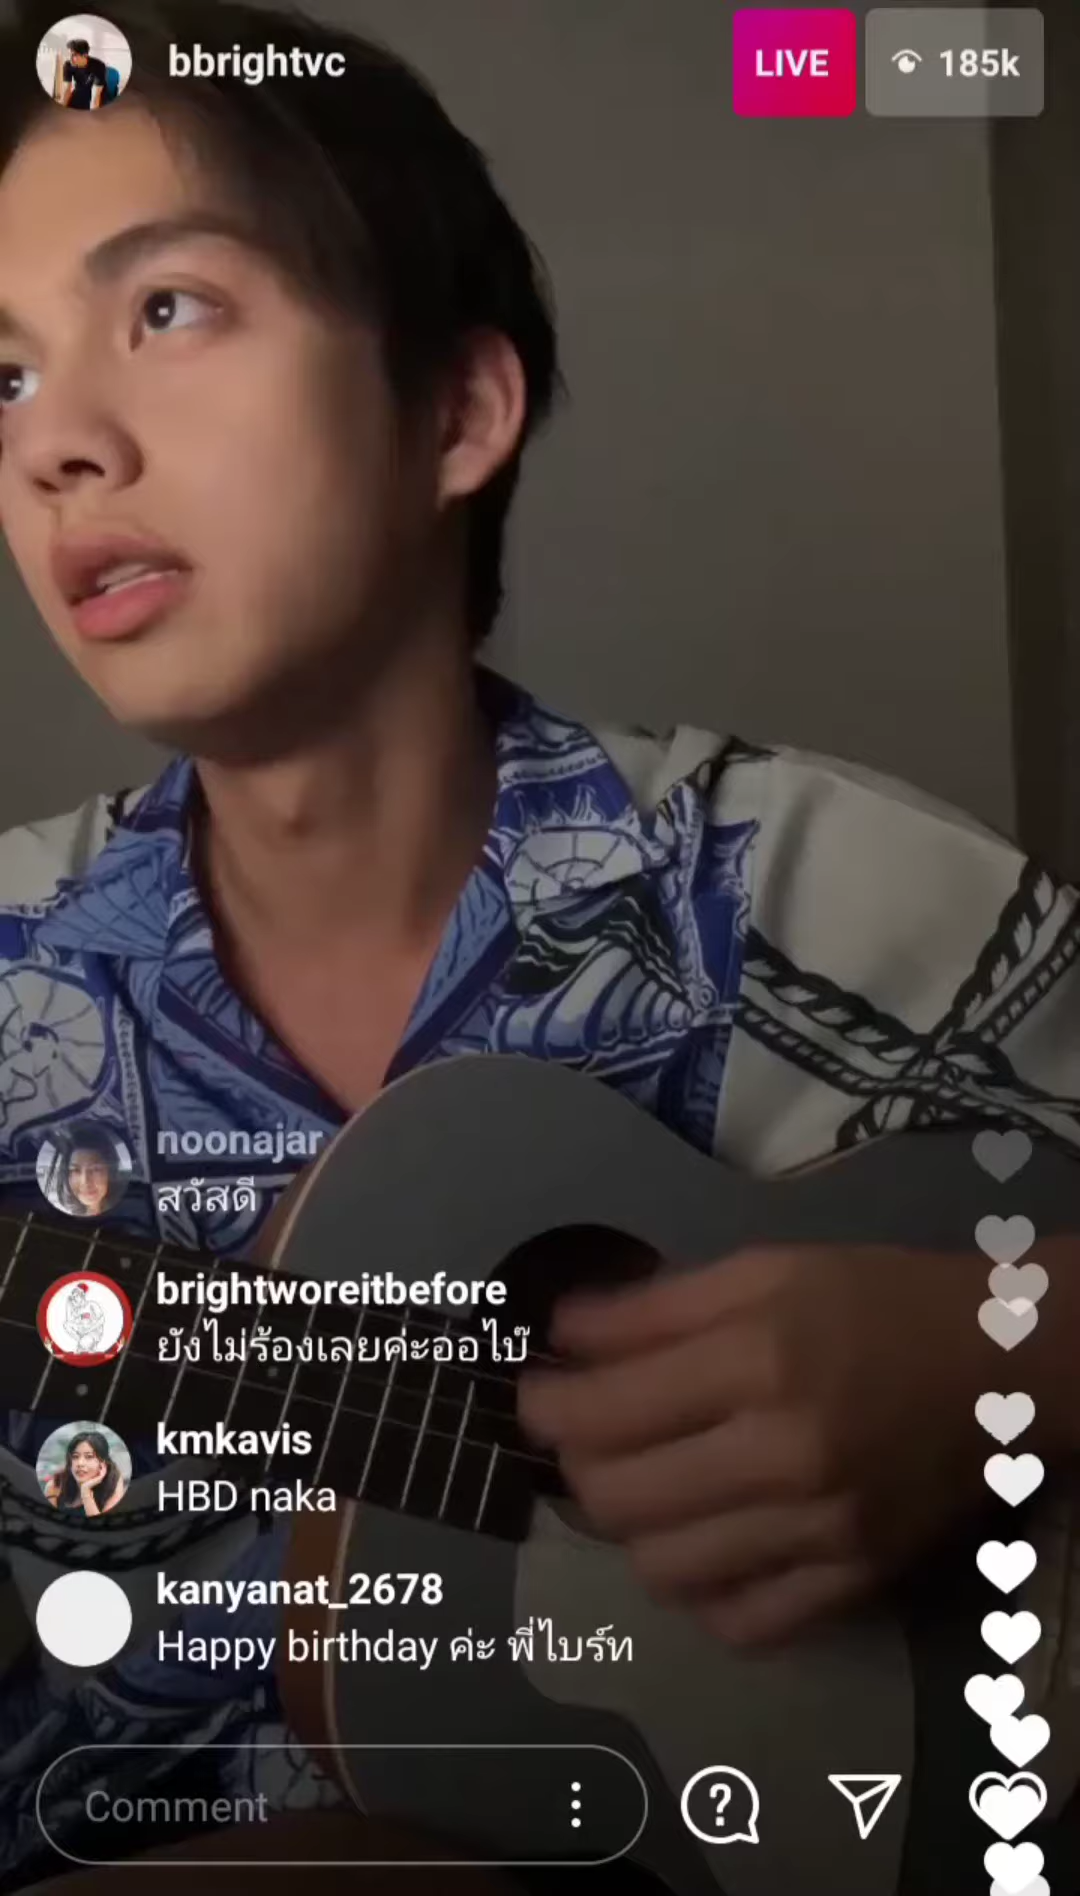 bbrightvc
LIVE
185k
noonajar
สวัสดี
brightworeitbefore
ยังไม่ร้องเลยค่ะออไบ๊
kmkavis
HBD naka
kanyanat_2678
Happy birthday ค่ะ พี่ไบร์ท
Comment